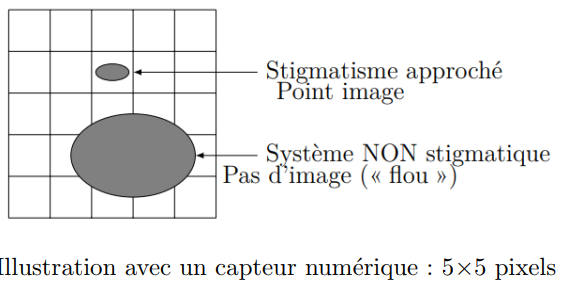 Stigmatisme approché
Point image
Système NON stigmatique
Pas d'image (« flou »)
Illustration avec un capteur numérique : 5×5 pixels